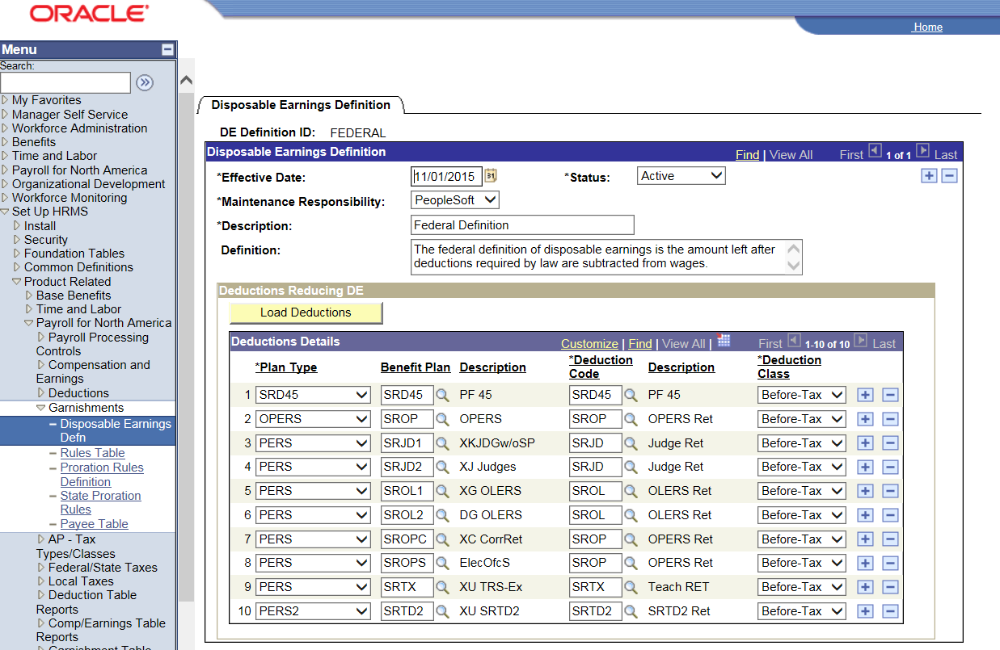 ORACLE
Home
Menu
Search:
My Favorites
Manager Self Service
Workforce Administration
Benefits
Time and Labor
Payroll for North America
Organizational Development
Workforce Monitoring
Set Up HRMS
Install
Security
Foundation Tables
Common Definitions
Product Related
Base Benefits
Time and Labor
Payroll for North America
Payroll Processing
Controls
Compensation and
Earnings
Deductions
Garnishments
Disposable Earnings
Defn
Rules Table
Proration Rules
Definition
State Proration
Rules
Payee Table
AP - Tax
Types/Classes
Federal/State Taxes
Local Taxes
Deduction Table
Reports
Comp/Earnings Table
Reports
Garnishment Table
Disposable Earnings Definition
DE Definition ID: FEDERAL
Disposable Earnings Definition Find | View All First 1 of 1 Last
*Effective Date: 11/01/2015 31 *Status: Active
*Maintenance Responsibility: PeopleSoft
*Description: Federal Definition
Definition: The federal definition of disposable earnings is the amount left after
deductions required by law are subtracted from wages.
Deductions Reducing DE
Load Deductions
Deductions Details Customize | Find | View All | First 1-10 of 10 Last
*Plan Type Benefit Plan Description *Deduction Code Description *Deduction Class
1 SRD45 SRD45 PF 45 SRD45 PF 45 Before-Tax
2 OPERS SROP OPERS SROP OPERS Ret Before-Tax
3 PERS SRJD1 XKJDGw/oSP SRJD Judge Ret Before-Tax
4 PERS SRJD2 XJ Judges SRJD Judge Ret Before-Tax
5 PERS SROL1 XG OLERS SROL OLERS Ret Before-Tax
6 PERS SROL2 DG OLERS SROL OLERS Ret Before-Tax
7 PERS SROPC XC CorrRet SROP OPERS Ret Before-Tax
8 PERS SROPS ElecOfcS SROP OPERS Ret Before-Tax
9 PERS SRTX XU TRS-Ex SRTX Teach RET Before-Tax
10 PERS2 SRTD2 XU SRTD2 SRTD2 SRTD2 Ret Before-Tax